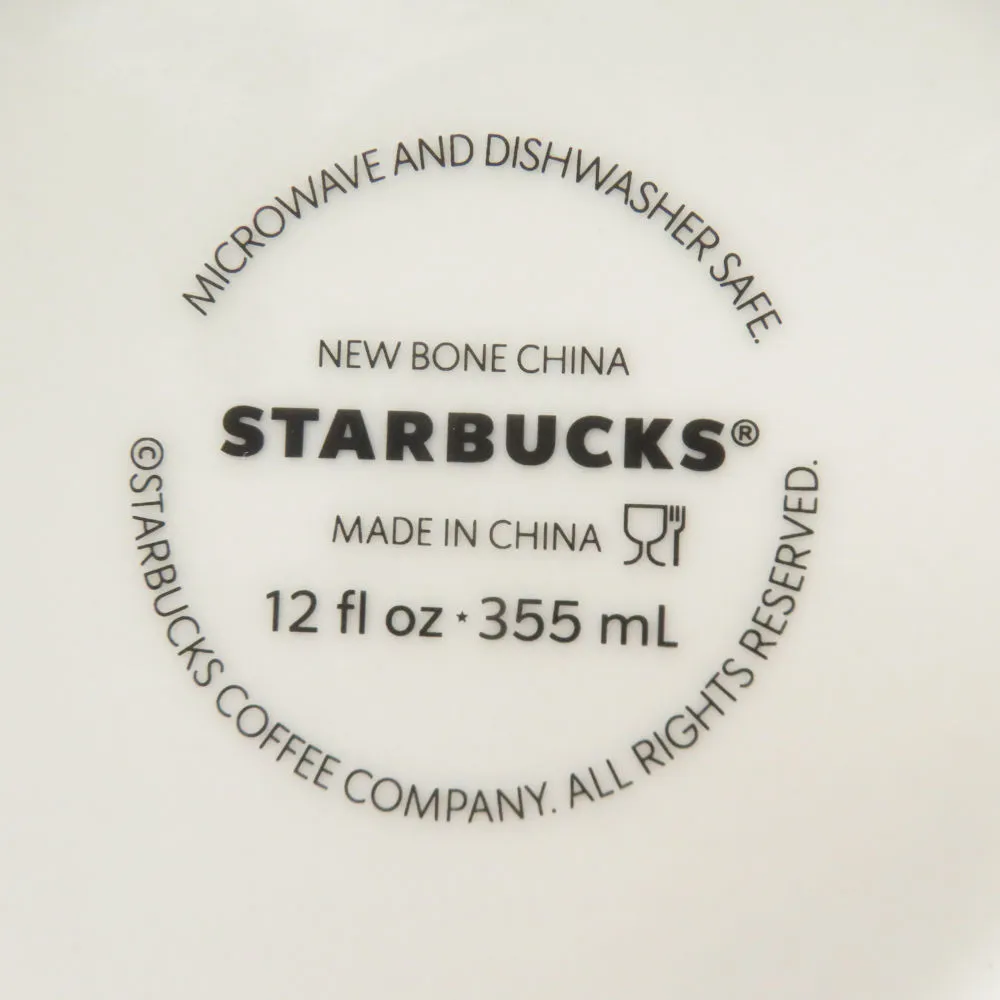 MICROWAVE AND DISHWASHER SAFE.
NEW BONE CHINA
STARBUCKS®
MADE IN CHINA
12 fl oz ⋆ 355 mL
©STARBUCKS COFFEE COMPANY. ALL RIGHTS RESERVED.